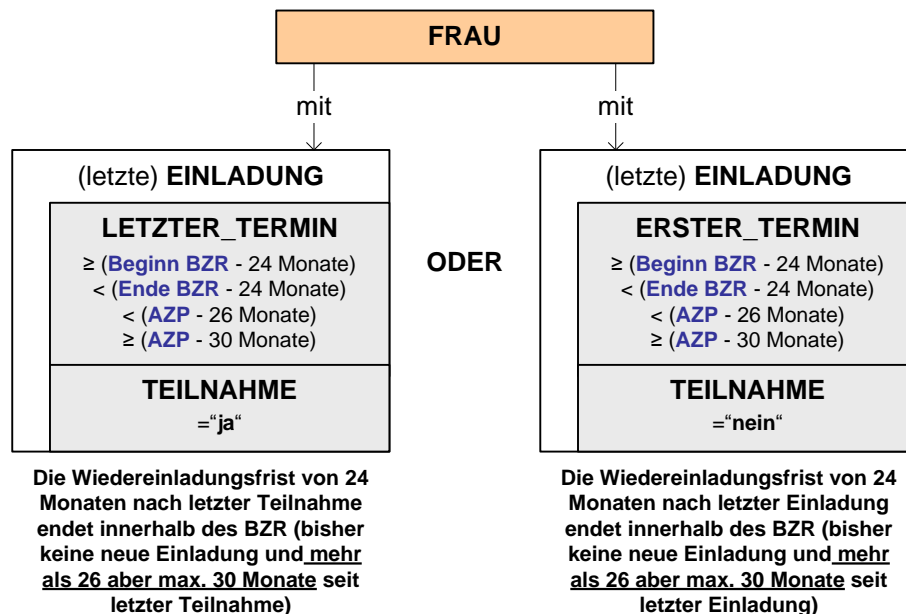 FRAU
mit
mit
(letzte) EINLADUNG
LETZTER_TERMIN
≥ (Beginn BZR - 24 Monate)
< (Ende BZR - 24 Monate)
< (AZP - 26 Monate)
≥ (AZP - 30 Monate)
TEILNAHME
=“ja“
Die Wiedereinladungsfrist von 24
Monaten nach letzter Teilnahme
endet innerhalb des BZR (bisher
keine neue Einladung und mehr
als 26 aber max. 30 Monate seit
letzter Teilnahme)
ODER
(letzte) EINLADUNG
ERSTER_TERMIN
≥ (Beginn BZR - 24 Monate)
< (Ende BZR - 24 Monate)
< (AZP - 26 Monate)
≥ (AZP - 30 Monate)
TEILNAHME
=“nein“
Die Wiedereinladungsfrist von 24
Monaten nach letzter Einladung
endet innerhalb des BZR (bisher
keine neue Einladung und mehr
als 26 aber max. 30 Monate seit
letzter Einladung)